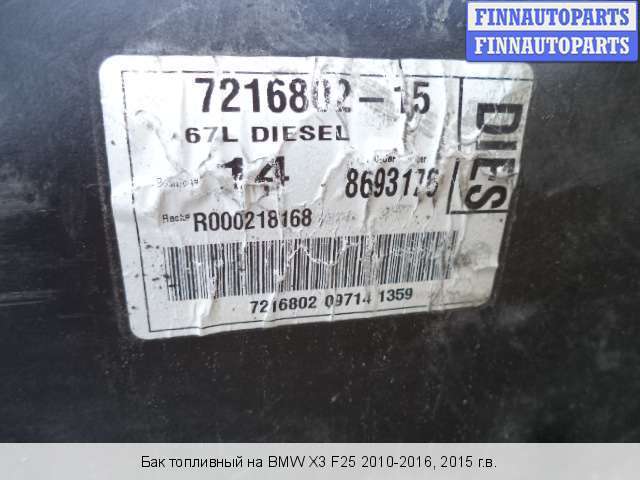 FINNAUTOPARTS
FINNAUTOPARTS
7216802-15
67L DIESEL
DIES
14
8693176
Rack# R000218168
7216802 09714 1359
Бак топливный на BMW X3 F25 2010-2016, 2015 г.в.